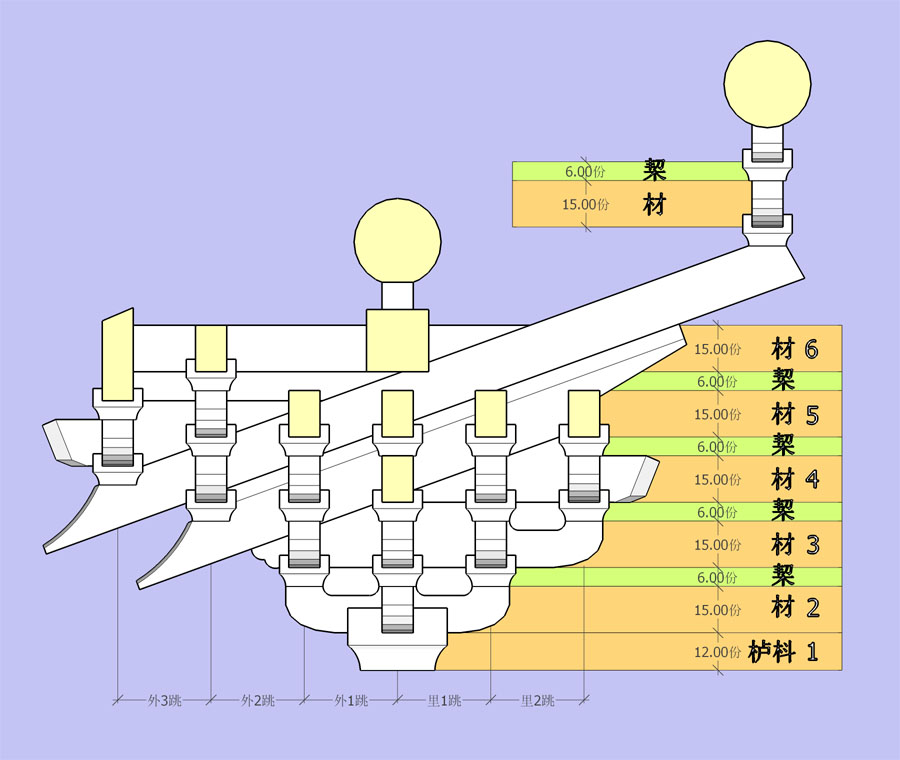 6.00份 栔
15.00份 材
15.00份 材 6
6.00份 栔
15.00份 材 5
6.00份 栔
15.00份 材 4
6.00份 栔
15.00份 材 3
6.00份 栔
15.00份 材 2
12.00份 栌枓 1
外3跳 外2跳 外1跳 里1跳 里2跳